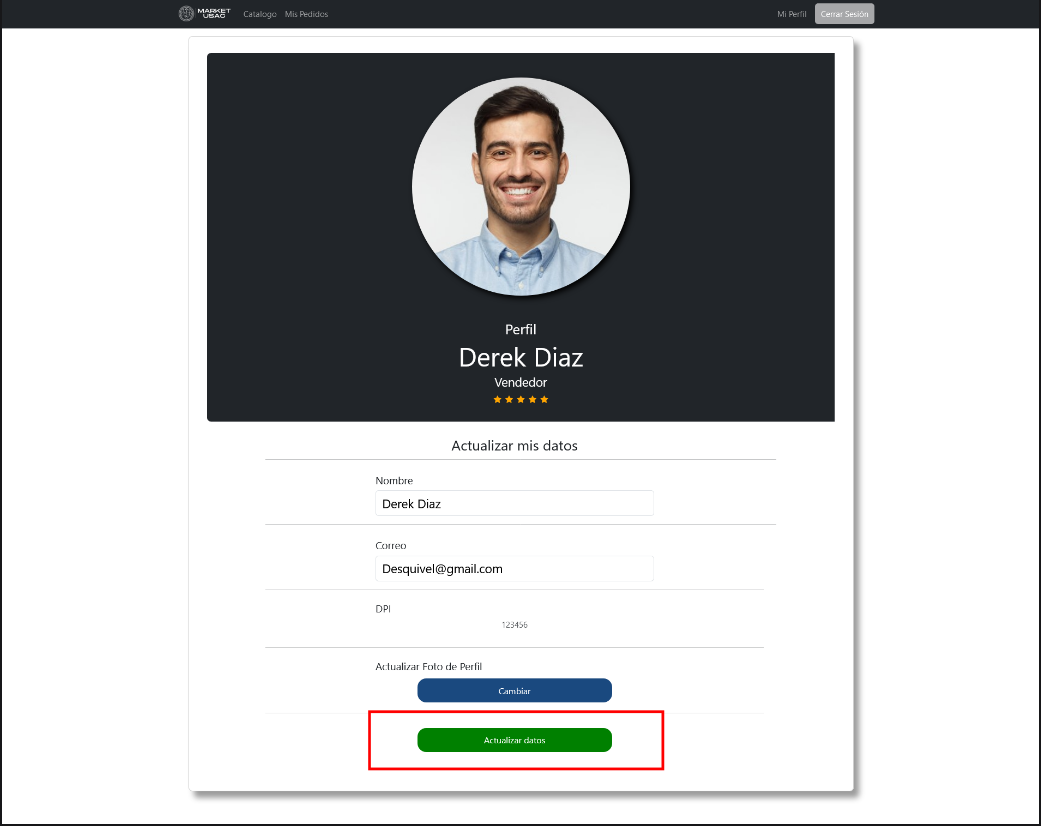 MARKET
USAC
Catalogo Mis Pedidos Mi Perfil Cerrar Sesión
Perfil
Derek Diaz
Vendedor
Actualizar mis datos
Nombre
Derek Diaz
Correo
Desquivel@gmail.com
DPI
123456
Actualizar Foto de Perfil
Cambiar
Actualizar datos